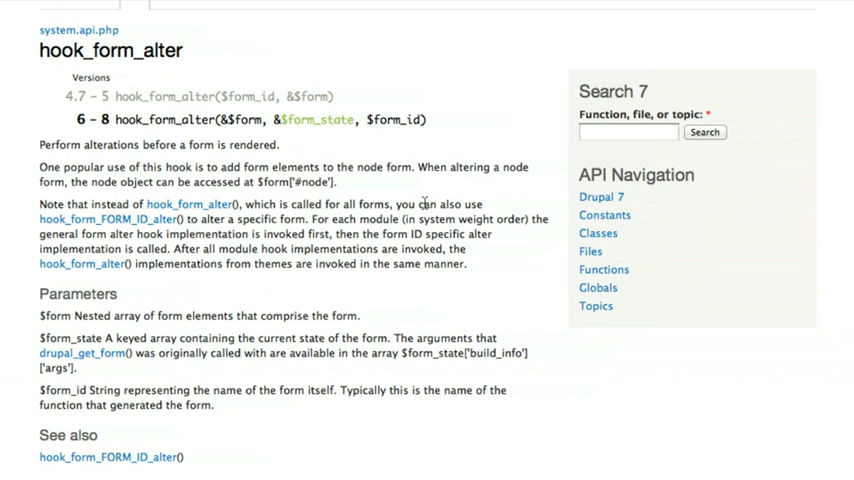 system.api.php
hook_form_alter
Versions
4.7 – 5 hook_form_alter($form_id, &$form)
6 – 8 hook_form_alter(&$form, &$form_state, $form_id)
Perform alterations before a form is rendered.
One popular use of this hook is to add form elements to the node form. When altering a node
form, the node object can be accessed at $form['#node'].
Note that instead of hook_form_alter(), which is called for all forms, you can also use
hook_form_FORM_ID_alter() to alter a specific form. For each module (in system weight order) the
general form alter hook implementation is invoked first, then the form ID specific alter
implementation is called. After all module hook implementations are invoked, the
hook_form_alter() implementations from themes are invoked in the same manner.
Parameters
$form Nested array of form elements that comprise the form.
$form_state A keyed array containing the current state of the form. The arguments that
drupal_get_form() was originally called with are available in the array $form_state['build_info']
['args'].
$form_id String representing the name of the form itself. Typically this is the name of the
function that generated the form.
See also
hook_form_FORM_ID_alter()
Search 7
Function, file, or topic: *
Search
API Navigation
Drupal 7
Constants
Classes
Files
Functions
Globals
Topics